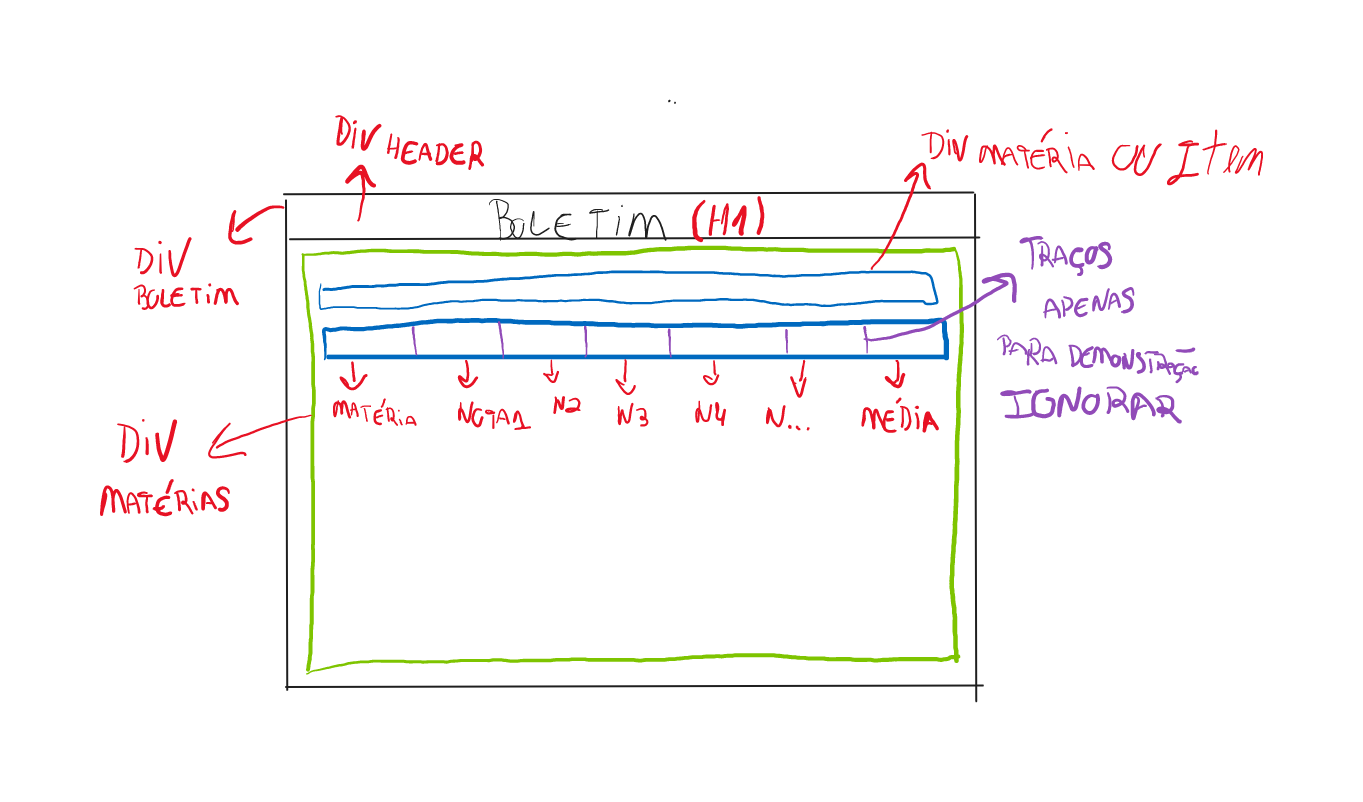 DIV HEADER
DIV MATÉRIA OU Item
BOLETIM (H1)
DIV
BOLETIM
TRAÇOS
APENAS
PARA DEMONSTRAÇÃO
IGNORAR
MATÉRIA NOTA1 N2 N3 N4 N... MÉDIA
DIV
MATÉRIAS